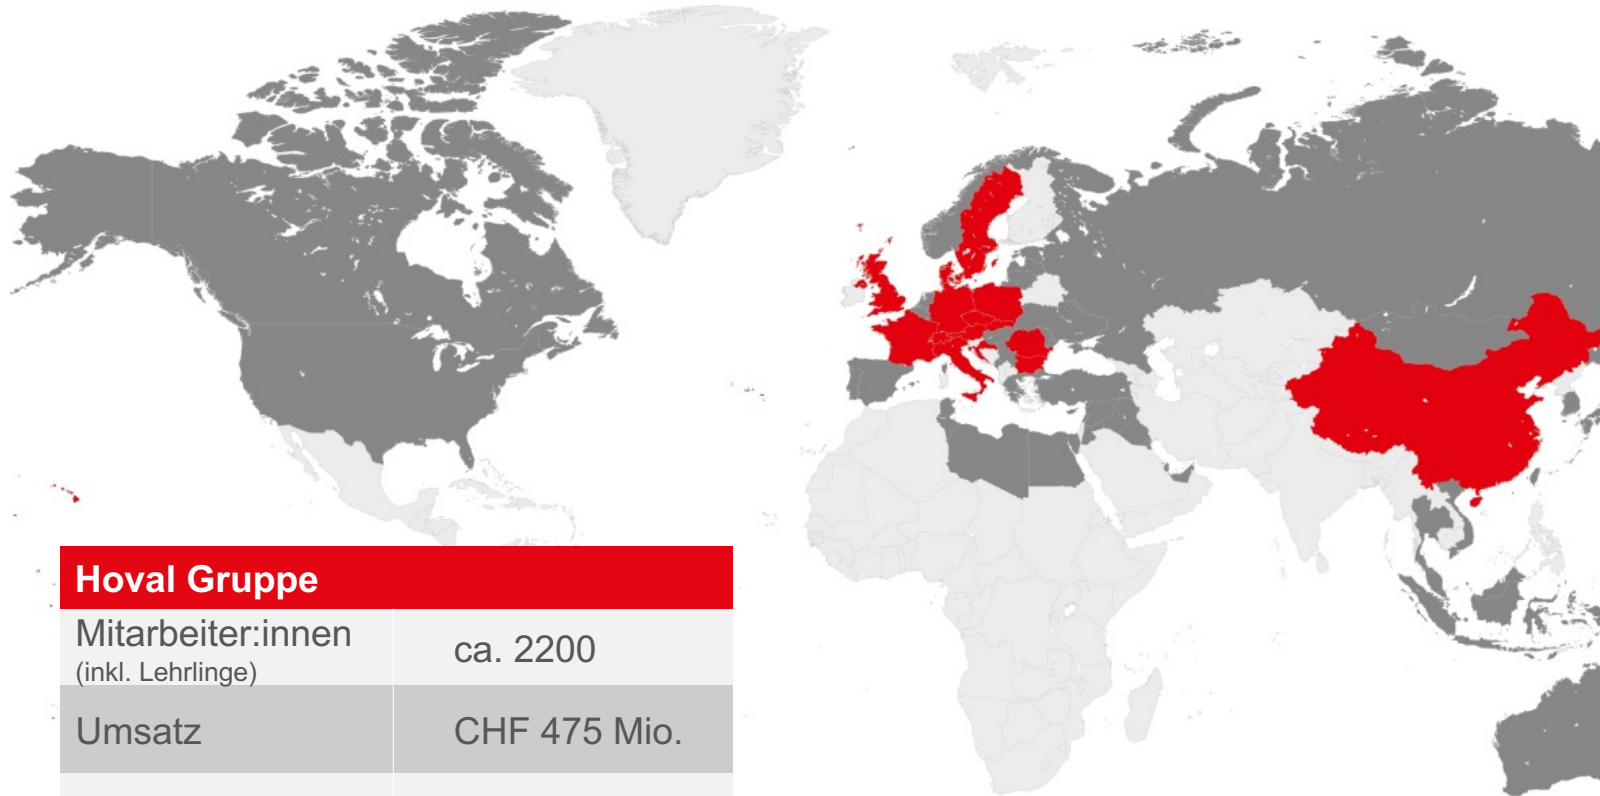 Hoval Gruppe
Mitarbeiter:innen
(inkl. Lehrlinge)
ca. 2200
Umsatz
CHF 475 Mio.